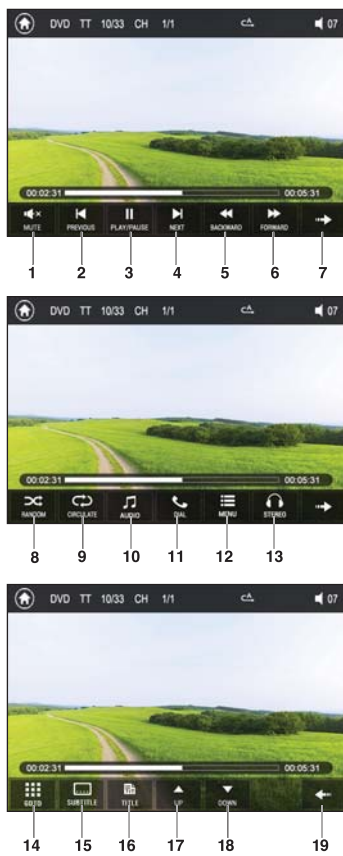 DVD TT 10/33 CH 1/1 07
00:02:31 00:05:31
MUTE PREVIOUS PLAY/PAUSE NEXT BACKWARD FORWARD
1 2 3 4 5 6 7
DVD TT 10/33 CH 1/1 07
00:02:31 00:05:31
RANDOM CIRCULATE AUDIO DIAL MENU STEREO
8 9 10 11 12 13
DVD TT 10/33 CH 1/1 07
00:02:31 00:05:31
GOTO SUBTITLE TITLE UP DOWN
14 15 16 17 18 19